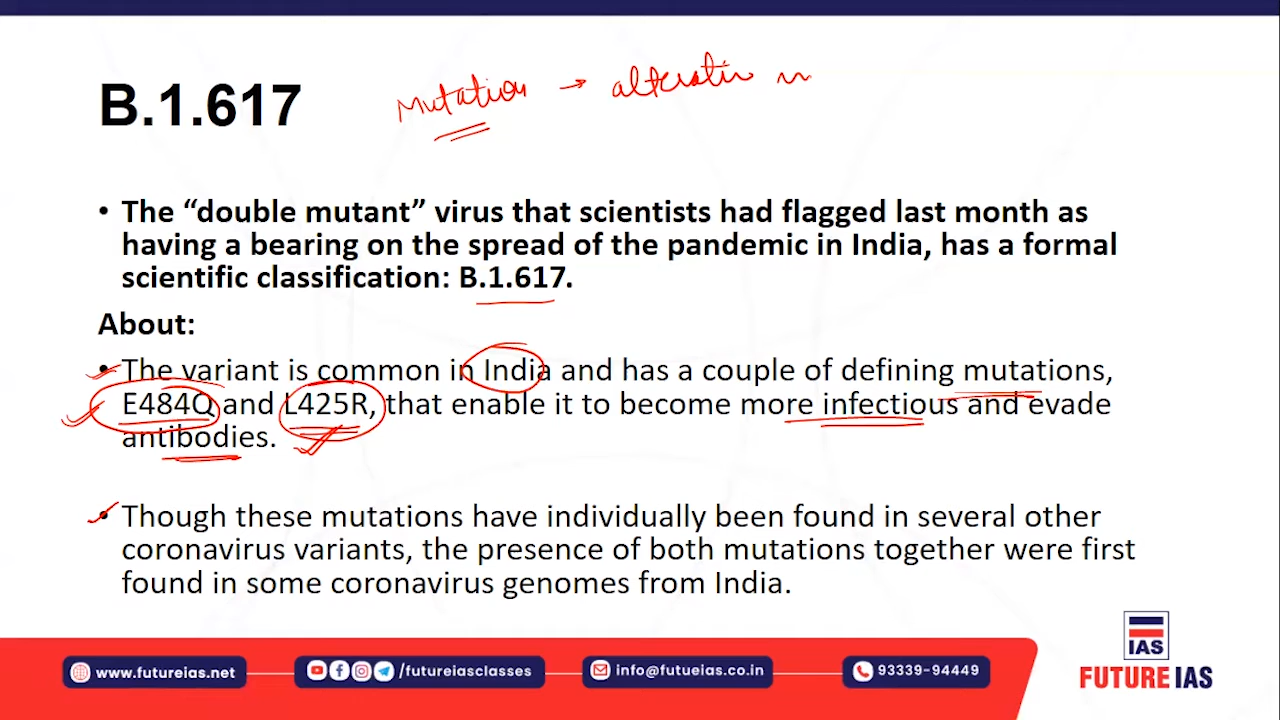 B.1.617
Mutation → alteratio
• The “double mutant” virus that scientists had flagged last month as
having a bearing on the spread of the pandemic in India, has a formal
scientific classification: B.1.617.
About:
• The variant is common in India and has a couple of defining mutations,
E484Q and L425R, that enable it to become more infectious and evade
antibodies.
• Though these mutations have individually been found in several other
coronavirus variants, the presence of both mutations together were first
found in some coronavirus genomes from India.
www.futureias.net
/futureiasclasses
info@futueias.co.in
93339-94449
IAS
FUTURE IAS